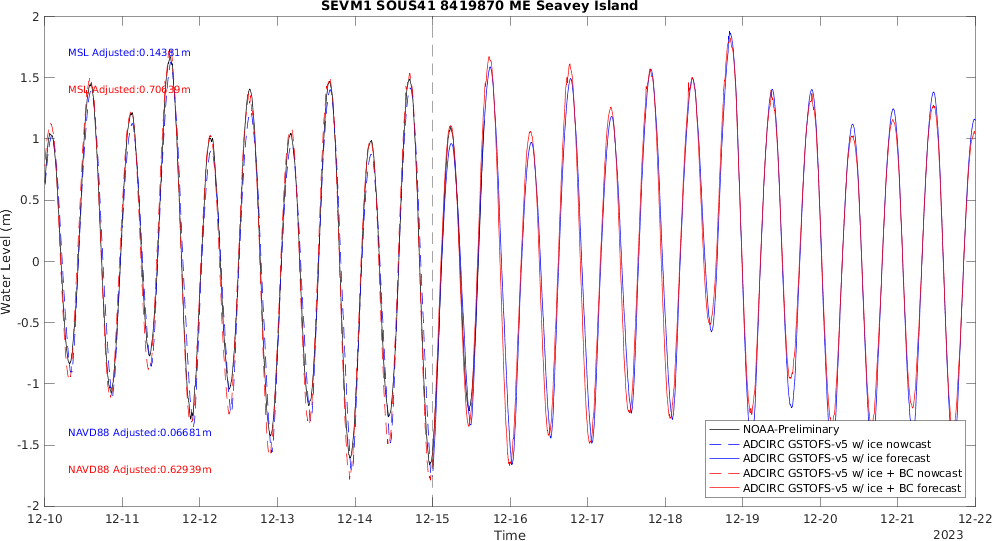 SEVM1 SOUS41 8419870 ME Seavey Island
2
1.5
1
0.5
0
-0.5
-1
-1.5
-2
Water Level (m)
MSL Adjusted:0.14381m
MSL Adjusted:0.70639m
NAVD88 Adjusted:0.06681m
NAVD88 Adjusted:0.62939m
NOAA-Preliminary
ADCIRC GSTOFS-v5 w/ ice nowcast
ADCIRC GSTOFS-v5 w/ ice forecast
ADCIRC GSTOFS-v5 w/ ice + BC nowcast
ADCIRC GSTOFS-v5 w/ ice + BC forecast
12-10 12-11 12-12 12-13 12-14 12-15 12-16 12-17 12-18 12-19 12-20 12-21 12-22
Time
2023